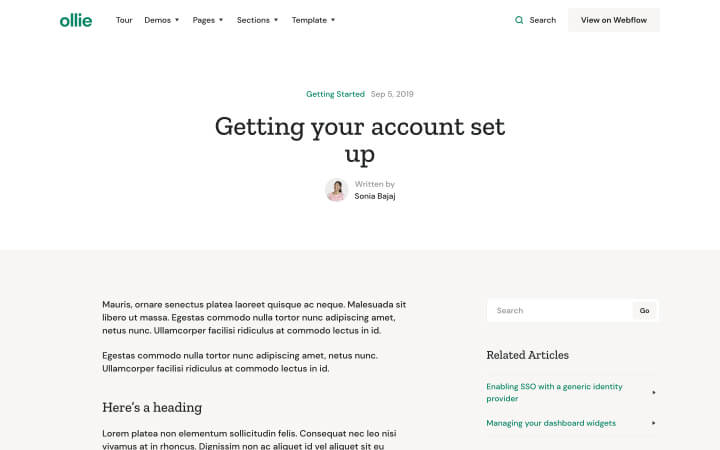 ollie Tour Demos Pages Sections Template Search View on Webflow
Getting Started Sep 5, 2019
Getting your account set
up
Written by
Sonia Bajaj
Mauris, ornare senectus platea laoreet quisque ac neque. Malesuada sit
libero ut massa. Egestas commodo nulla tortor nunc adipiscing amet,
netus nunc. Ullamcorper facilisi ridiculus at commodo lectus in id.
Egestas commodo nulla tortor nunc adipiscing amet, netus nunc.
Ullamcorper facilisi ridiculus at commodo lectus in id.
Here's a heading
Lorem platea non elementum sollicitudin felis. Consequat nec leo nisi
vivamus at in rhoncus. Dignissim non ac aliquet id vel aliquet sit eu
Search Go
Related Articles
Enabling SSO with a generic identity
provider
Managing your dashboard widgets